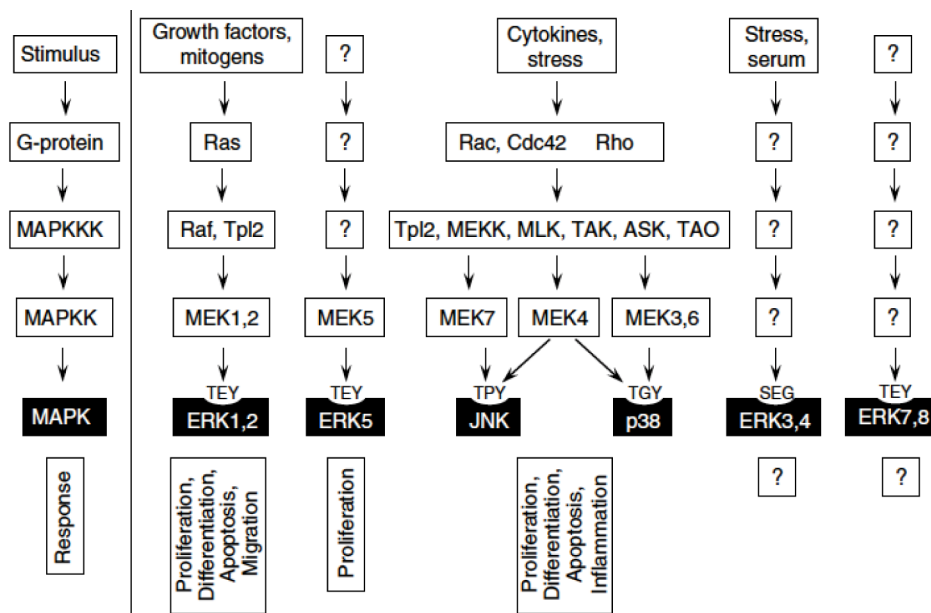 Growth factors,
mitogens
Stimulus
?
Cytokines,
stress
Stress,
serum
?
G-protein
Ras
?
Rac, Cdc42 Rho
?
?
MAPKKK
Raf, Tpl2
?
Tpl2, MEKK, MLK, TAK, ASK, TAO
?
?
MAPKK
MEK1,2
MEK5
MEK7
MEK4
MEK3,6
?
?
TEY
TEY
TPY
TGY
SEG
TEY
MAPK
ERK1,2
ERK5
JNK
p38
ERK3,4
ERK7,8
Response
Proliferation,
Differentiation,
Apoptosis,
Migration
Proliferation
Proliferation,
Differentiation,
Apoptosis,
Inflammation
?
?